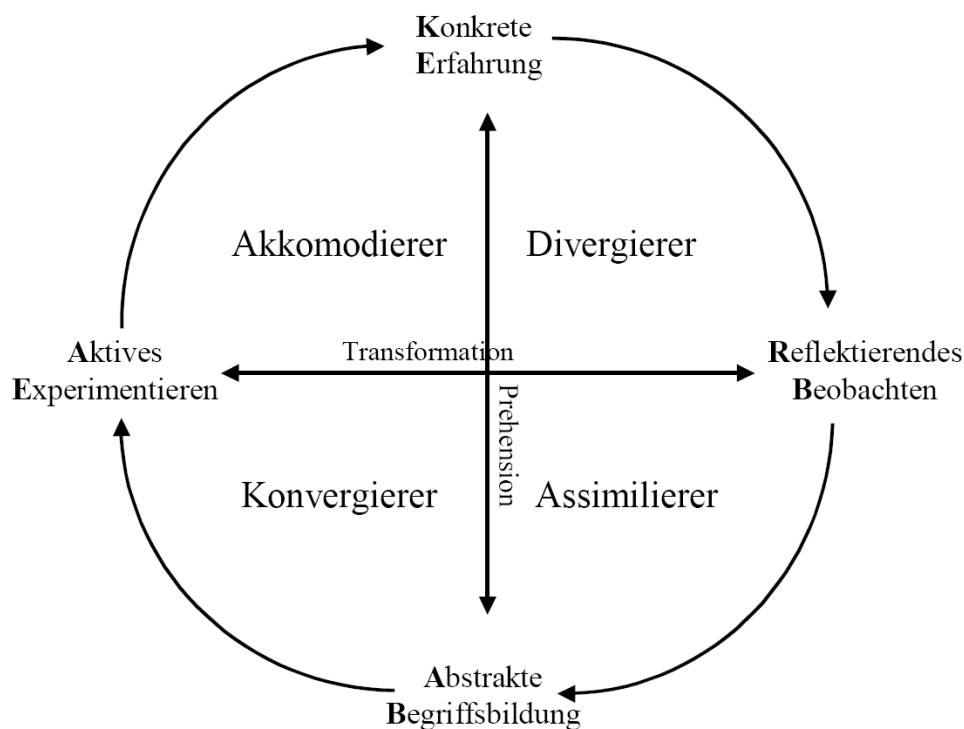 Konkrete
Erfahrung
Akkomodierer
Divergierer
Aktives
Experimentieren
Transformation
Reflektierendes
Beobachten
Prehension
Konvergierer
Assimilierer
Abstrakte
Begriffsbildung